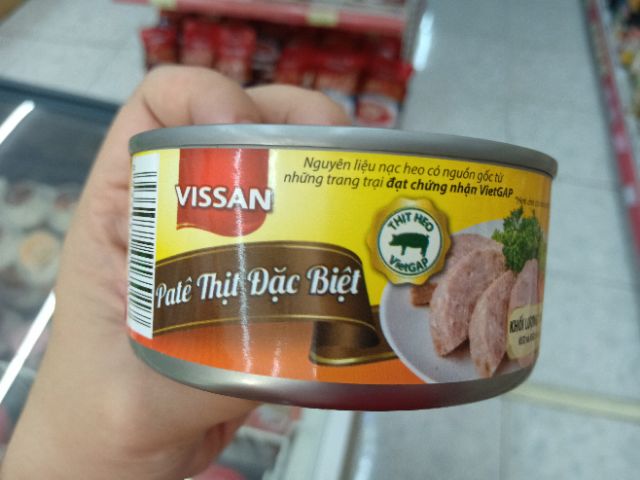 VISSAN
Nguyên liệu nạc heo có nguồn gốc từ
những trang trại đạt chứng nhận VietGAP
THỊT HEO
VietGAP
Patê Thịt Đặc Biệt
KHỐI LƯỢNG